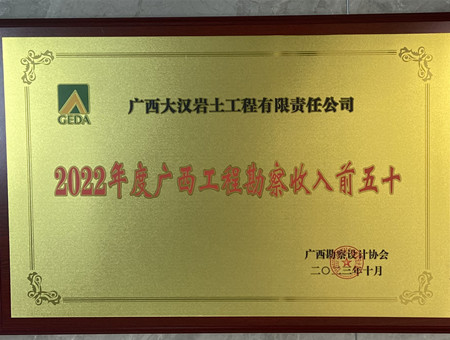 GEDA
广西大汉岩土工程有限责任公司
2022年度广西工程勘察收入前五十
广西勘察设计协会
二〇二三年十月